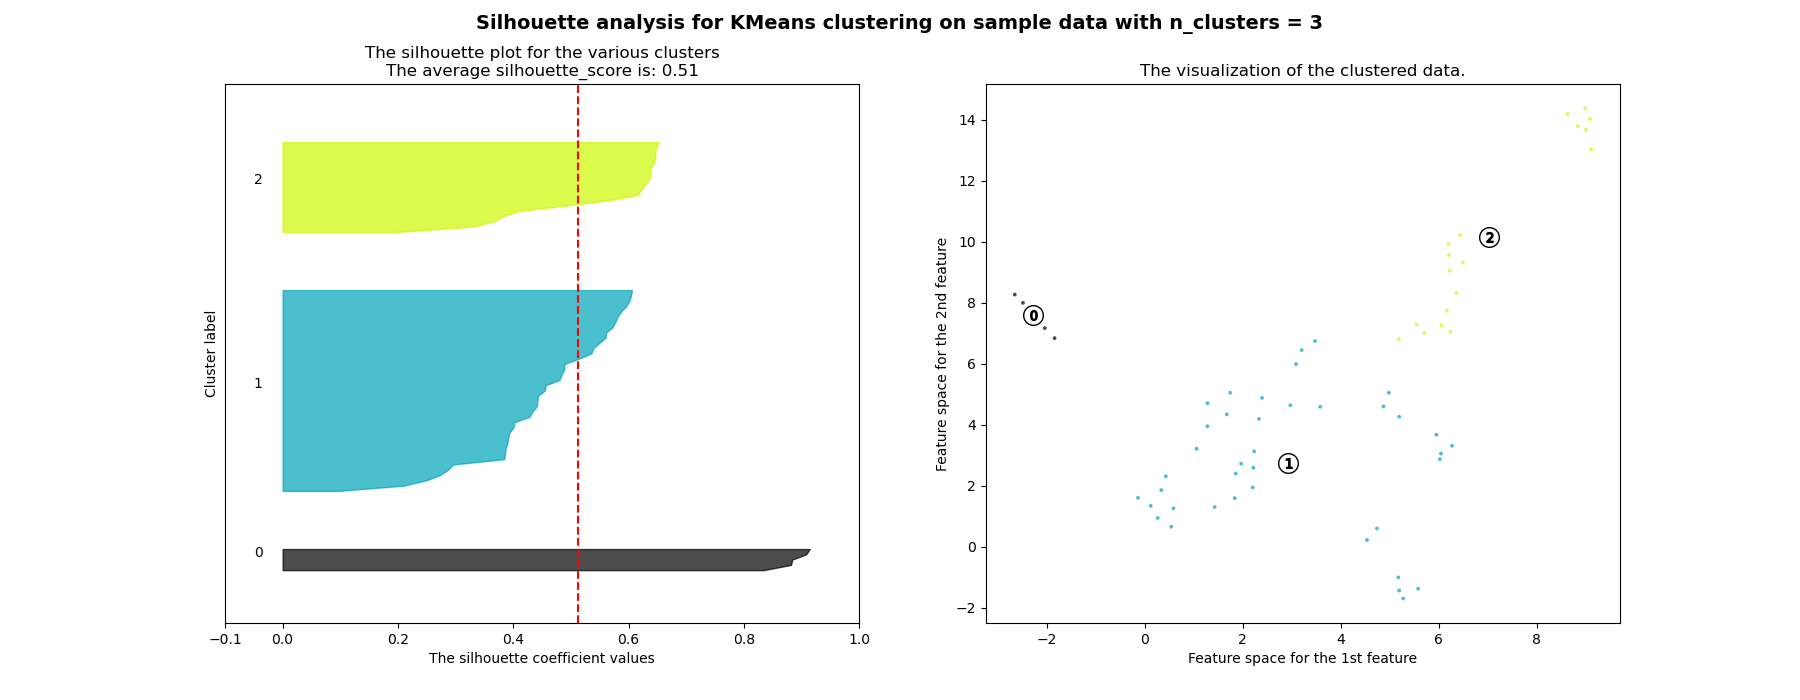 Silhouette analysis for KMeans clustering on sample data with n_clusters = 3
The silhouette plot for the various clusters
The average silhouette_score is: 0.51
2
1
0
Cluster label
−0.1 0.0 0.2 0.4 0.6 0.8 1.0
The silhouette coefficient values
The visualization of the clustered data.
14
12
10
8
6
4
2
0
−2
Feature space for the 2nd feature
2
0
1
−2 0 2 4 6 8
Feature space for the 1st feature